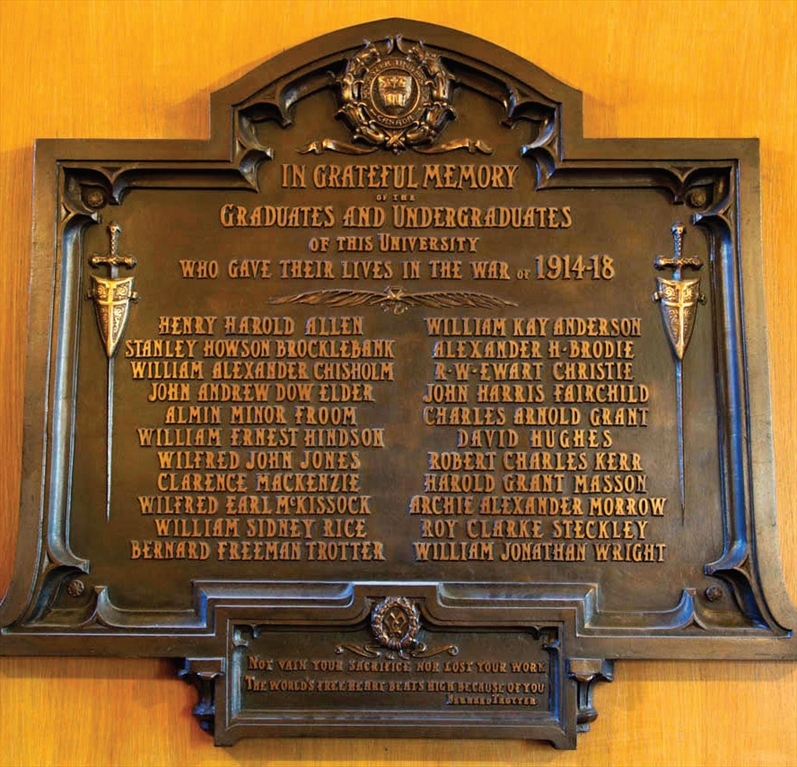 McMASTER UNIVERSITY
CANADA
IN GRATEFUL MEMORY
OF THE
GRADUATES AND UNDERGRADUATES
OF THIS UNIVERSITY
WHO GAVE THEIR LIVES IN THE WAR OF 1914-18
HENRY HAROLD ALLEN
STANLEY HOWSON BROCKLEBANK
WILLIAM ALEXANDER CHISHOLM
JOHN ANDREW DOW ELDER
ALMIN MINOR FROOM
WILLIAM ERNEST HINDSON
WILFRED JOHN JONES
CLARENCE MACKENZIE
WILFRED EARL McKISSOCK
WILLIAM SIDNEY RICE
BERNARD FREEMAN TROTTER
WILLIAM KAY ANDERSON
ALEXANDER H·BRODIE
R·W·EWART CHRISTIE
JOHN HARRIS FAIRCHILD
CHARLES ARNOLD GRANT
DAVID HUGHES
ROBERT CHARLES KERR
HAROLD GRANT MASSON
ARCHIE ALEXANDER MORROW
ROY CLARKE STECKLEY
WILLIAM JONATHAN WRIGHT
NOT VAIN YOUR SACRIFICE NOR LOST YOUR WORK
THE WORLD'S FREE HEART BEATS HIGH BECAUSE OF YOU
BERNARD TROTTER